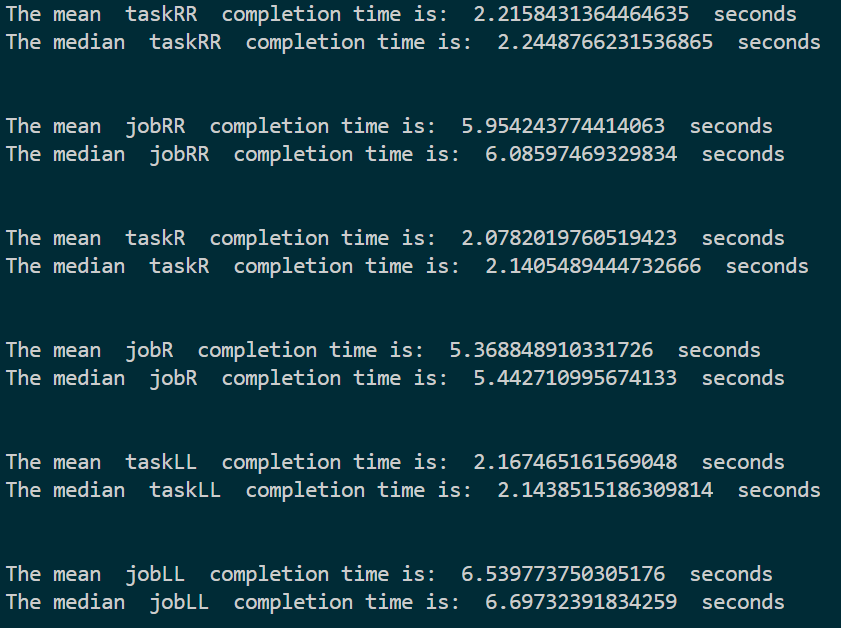 The mean  taskRR  completion time is:  2.2158431364464635  seconds
The median  taskRR  completion time is:  2.2448766231536865  seconds
The mean  jobRR  completion time is:  5.954243774414063  seconds
The median  jobRR  completion time is:  6.08597469329834  seconds
The mean  taskR  completion time is:  2.0782019760519423  seconds
The median  taskR  completion time is:  2.1405489444732666  seconds
The mean  jobR  completion time is:  5.368848910331726  seconds
The median  jobR  completion time is:  5.442710995674133  seconds
The mean  taskLL  completion time is:  2.167465161569048  seconds
The median  taskLL  completion time is:  2.1438515186309814  seconds
The mean  jobLL  completion time is:  6.539773750305176  seconds
The median  jobLL  completion time is:  6.69732391834259  seconds